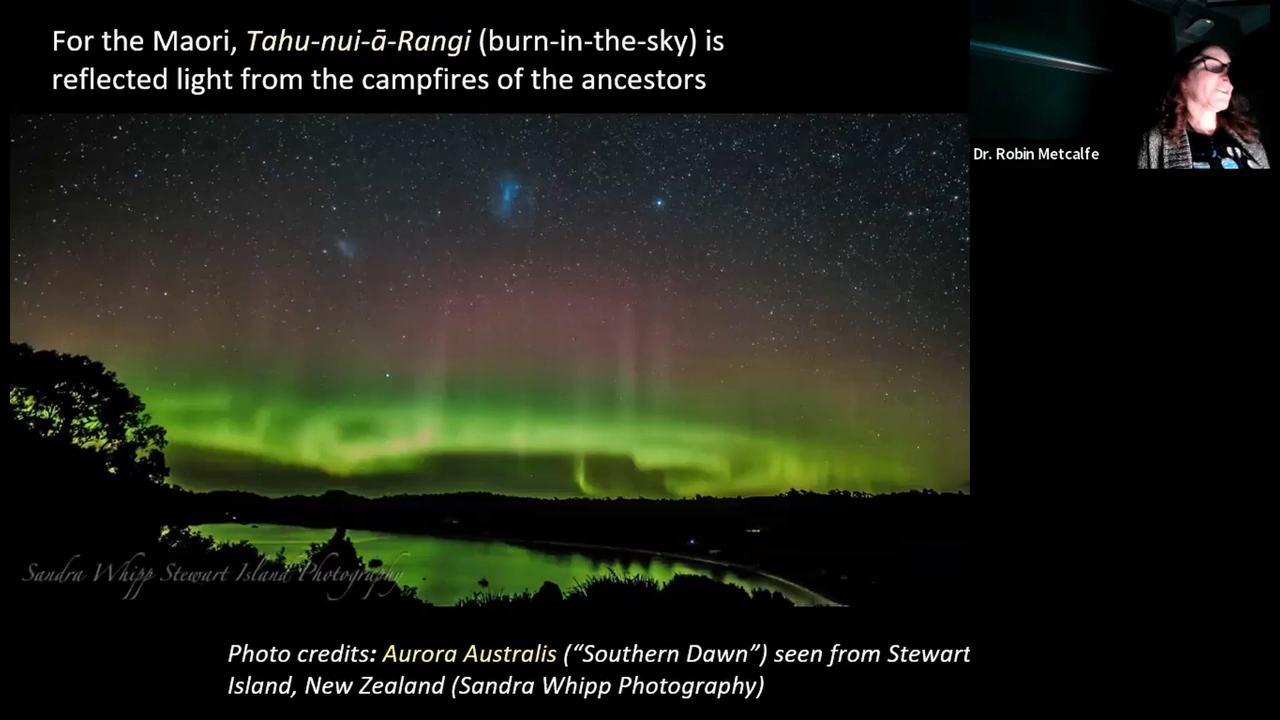 For the Maori, Tahu-nui-ā-Rangi (burn-in-the-sky) is
reflected light from the campfires of the ancestors
Dr. Robin Metcalfe
Sandra Whipp Stewart Island Photography
Photo credits: Aurora Australis (“Southern Dawn”) seen from Stewart
Island, New Zealand (Sandra Whipp Photography)